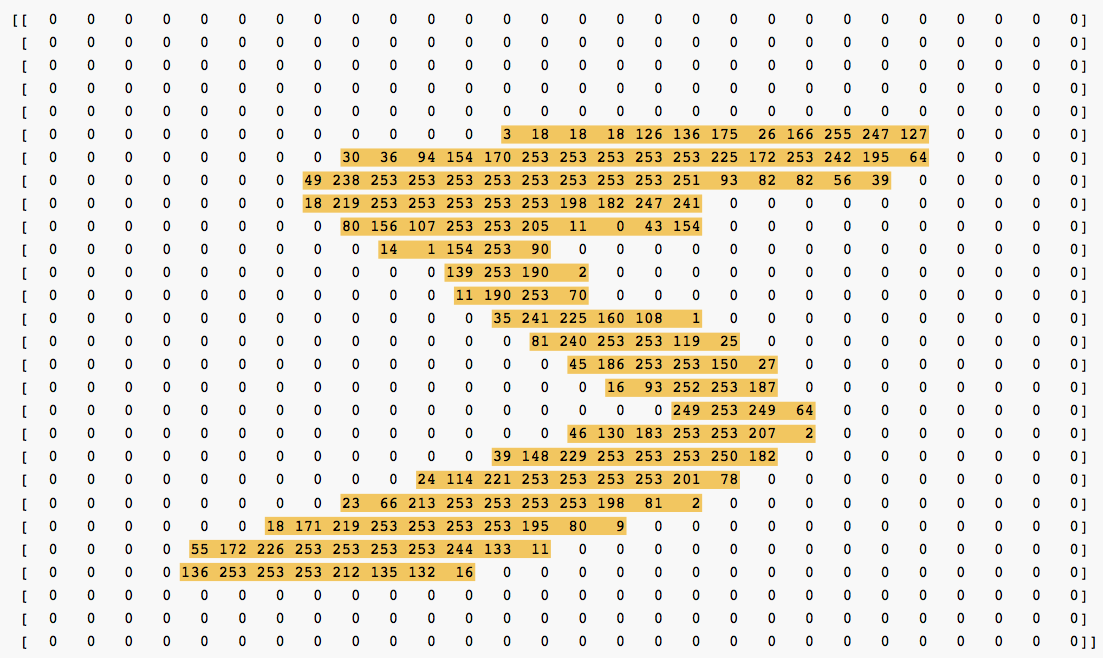 [[ 0 0 0 0 0 0 0 0 0 0 0 0 0 0 0 0 0 0 0 0 0 0 0 0 0 0 0 0]
[ 0 0 0 0 0 0 0 0 0 0 0 0 0 0 0 0 0 0 0 0 0 0 0 0 0 0 0 0]
[ 0 0 0 0 0 0 0 0 0 0 0 0 0 0 0 0 0 0 0 0 0 0 0 0 0 0 0 0]
[ 0 0 0 0 0 0 0 0 0 0 0 0 0 0 0 0 0 0 0 0 0 0 0 0 0 0 0 0]
[ 0 0 0 0 0 0 0 0 0 0 0 0 0 0 0 0 0 0 0 0 0 0 0 0 0 0 0 0]
[ 0 0 0 0 0 0 0 0 0 0 0 0 3 18 18 18 126 136 175 26 166 255 247 127 0 0 0 0]
[ 0 0 0 0 0 0 0 0 30 36 94 154 170 253 253 253 253 253 225 172 253 242 195 64 0 0 0 0]
[ 0 0 0 0 0 0 0 49 238 253 253 253 253 253 253 253 253 253 251 93 82 82 56 39 0 0 0 0]
[ 0 0 0 0 0 0 0 18 219 253 253 253 253 253 198 182 247 241 0 0 0 0 0 0 0 0 0 0]
[ 0 0 0 0 0 0 0 0 80 156 107 253 253 205 11 0 43 154 0 0 0 0 0 0 0 0 0 0]
[ 0 0 0 0 0 0 0 0 0 14 1 154 253 90 0 0 0 0 0 0 0 0 0 0 0 0 0 0]
[ 0 0 0 0 0 0 0 0 0 0 0 139 253 190 2 0 0 0 0 0 0 0 0 0 0 0 0 0]
[ 0 0 0 0 0 0 0 0 0 0 0 11 190 253 70 0 0 0 0 0 0 0 0 0 0 0 0 0]
[ 0 0 0 0 0 0 0 0 0 0 0 0 35 241 225 160 108 1 0 0 0 0 0 0 0 0 0 0]
[ 0 0 0 0 0 0 0 0 0 0 0 0 0 81 240 253 253 119 25 0 0 0 0 0 0 0 0 0]
[ 0 0 0 0 0 0 0 0 0 0 0 0 0 0 45 186 253 253 150 27 0 0 0 0 0 0 0 0]
[ 0 0 0 0 0 0 0 0 0 0 0 0 0 0 0 16 93 252 253 187 0 0 0 0 0 0 0 0]
[ 0 0 0 0 0 0 0 0 0 0 0 0 0 0 0 0 0 249 253 249 64 0 0 0 0 0 0 0]
[ 0 0 0 0 0 0 0 0 0 0 0 0 0 0 46 130 183 253 253 207 2 0 0 0 0 0 0 0]
[ 0 0 0 0 0 0 0 0 0 0 0 0 39 148 229 253 253 253 250 182 0 0 0 0 0 0 0 0]
[ 0 0 0 0 0 0 0 0 0 0 24 114 221 253 253 253 253 201 78 0 0 0 0 0 0 0 0 0]
[ 0 0 0 0 0 0 0 0 23 66 213 253 253 253 253 198 81 2 0 0 0 0 0 0 0 0 0 0]
[ 0 0 0 0 0 0 18 171 219 253 253 253 253 195 80 9 0 0 0 0 0 0 0 0 0 0 0 0]
[ 0 0 0 0 55 172 226 253 253 253 253 244 133 11 0 0 0 0 0 0 0 0 0 0 0 0 0 0]
[ 0 0 0 0 136 253 253 253 212 135 132 16 0 0 0 0 0 0 0 0 0 0 0 0 0 0 0 0]
[ 0 0 0 0 0 0 0 0 0 0 0 0 0 0 0 0 0 0 0 0 0 0 0 0 0 0 0 0]
[ 0 0 0 0 0 0 0 0 0 0 0 0 0 0 0 0 0 0 0 0 0 0 0 0 0 0 0 0]
[ 0 0 0 0 0 0 0 0 0 0 0 0 0 0 0 0 0 0 0 0 0 0 0 0 0 0 0 0]]